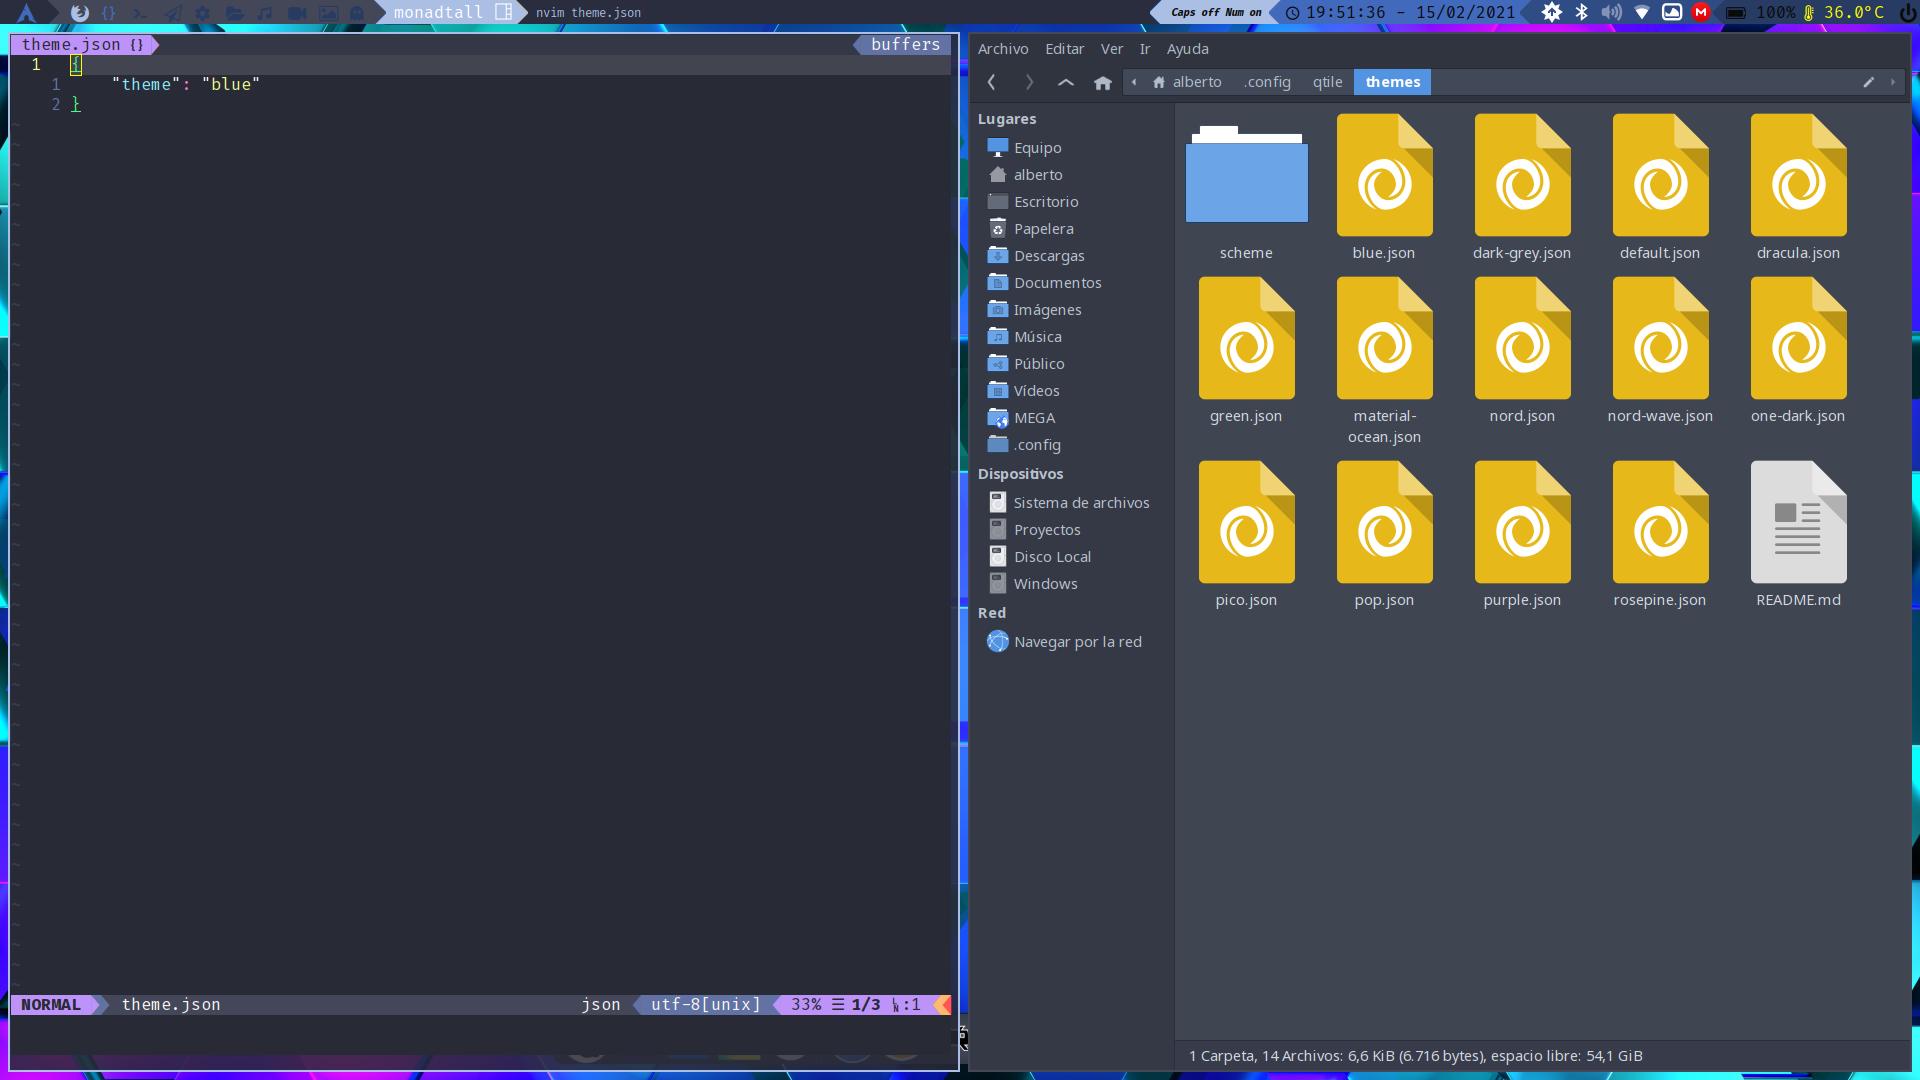 monadtall
nvim theme.json
Caps off Num on
19:51:36 - 15/02/2021
M
100%
36.0°C
theme.json {}
buffers
1 {
1 "theme": "blue"
2 }
NORMAL theme.json json utf-8[unix] 33% ☰ 1/3 :1
Archivo Editar Ver Ir Ayuda
alberto .config qtile themes
Lugares
Equipo
alberto
Escritorio
Papelera
Descargas
Documentos
Imágenes
Música
Público
Vídeos
MEGA
.config
Dispositivos
Sistema de archivos
Proyectos
Disco Local
Windows
Red
Navegar por la red
scheme blue.json dark-grey.json default.json dracula.json
green.json material-ocean.json nord.json nord-wave.json one-dark.json
pico.json pop.json purple.json rosepine.json README.md
1 Carpeta, 14 Archivos: 6,6 KiB (6.716 bytes), espacio libre: 54,1 GiB